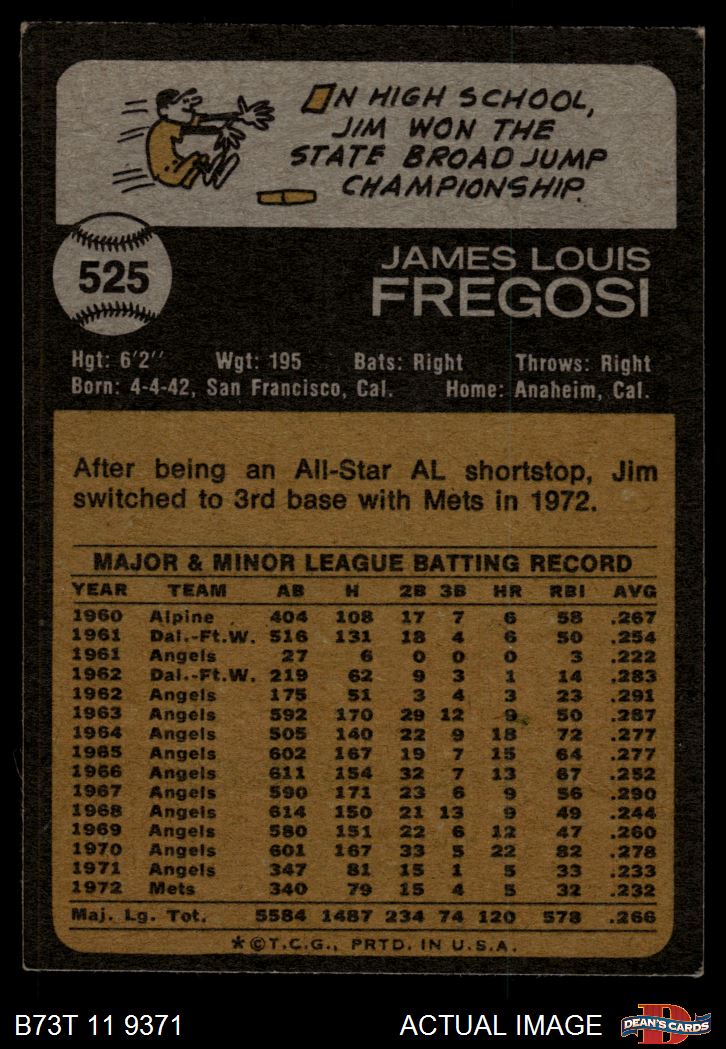 IN HIGH SCHOOL,
JIM WON THE
STATE BROAD JUMP
CHAMPIONSHIP.
525
JAMES LOUIS
FREGOSI
Hgt: 6'2" Wgt: 195 Bats: Right Throws: Right
Born: 4-4-42, San Francisco, Cal. Home: Anaheim, Cal.
After being an All-Star AL shortstop, Jim
switched to 3rd base with Mets in 1972.
MAJOR & MINOR LEAGUE BATTING RECORD
YEAR TEAM AB H 2B 3B HR RBI AVG
1960 Alpine 404 108 17 7 6 58 .267
1961 Dal.-Ft.W. 516 131 18 4 6 50 .254
1961 Angels 27 6 0 0 0 3 .222
1962 Dal.-Ft.W. 219 62 9 3 1 14 .283
1962 Angels 175 51 3 4 3 23 .291
1963 Angels 592 170 29 12 9 50 .287
1964 Angels 505 140 22 9 18 72 .277
1965 Angels 602 167 19 7 15 64 .277
1966 Angels 611 154 32 7 13 67 .252
1967 Angels 590 171 23 6 9 56 .290
1968 Angels 614 150 21 13 9 49 .244
1969 Angels 580 151 22 6 12 47 .260
1970 Angels 601 167 33 5 22 82 .278
1971 Angels 347 81 15 1 5 33 .233
1972 Mets 340 79 15 4 5 32 .232
Maj. Lg. Tot. 5584 1487 234 74 120 578 .266
*©T.C.G., PRTD. IN U.S.A.
B73T 11 9371 ACTUAL IMAGE D DEAN'S CARDS